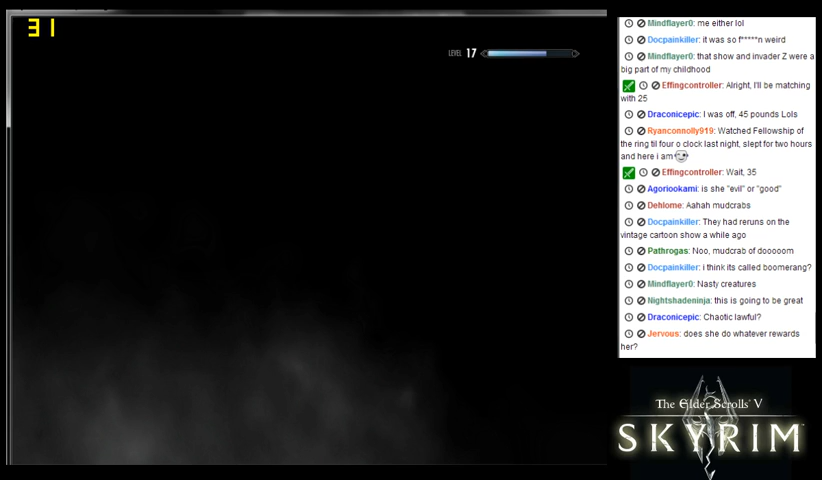 31
LEVEL 17
Mindflayer0: me either lol
Docpainkiller: it was so f*****n weird
Mindflayer0: that show and invader Z were a
big part of my childhood
Effingcontroller: Alright, I'll be matching
with 25
Draconicepic: I was off, 45 pounds Lols
Ryanconnolly919: Watched Fellowship of
the ring til four o clock last night, slept for two hours
and here i am
Effingcontroller: Wait, 35
Agoriookami: is she "evil" or "good"
Dehlome: Aahah mudcrabs
Docpainkiller: They had reruns on the
vintage cartoon show a while ago
Pathrogas: Noo, mudcrab of dooooom
Docpainkiller: i think its called boomerang?
Mindflayer0: Nasty creatures
Nightshadeninja: this is going to be great
Draconicepic: Chaotic lawful?
Jervous: does she do whatever rewards
her?
The Elder Scrolls V
SKYRIM